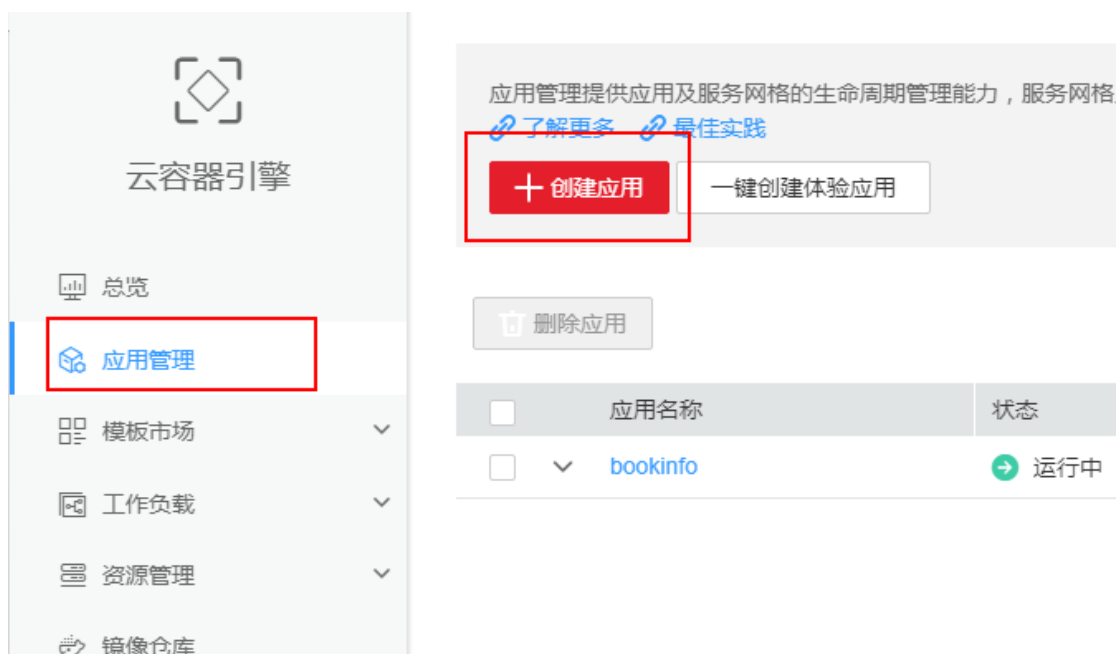 云容器引擎
总览
应用管理
模板市场
工作负载
资源管理
镜像仓库
应用管理提供应用及服务网格的生命周期管理能力，服务网格
了解更多 最佳实践
创建应用 一键创建体验应用
删除应用
应用名称 状态
bookinfo 运行中